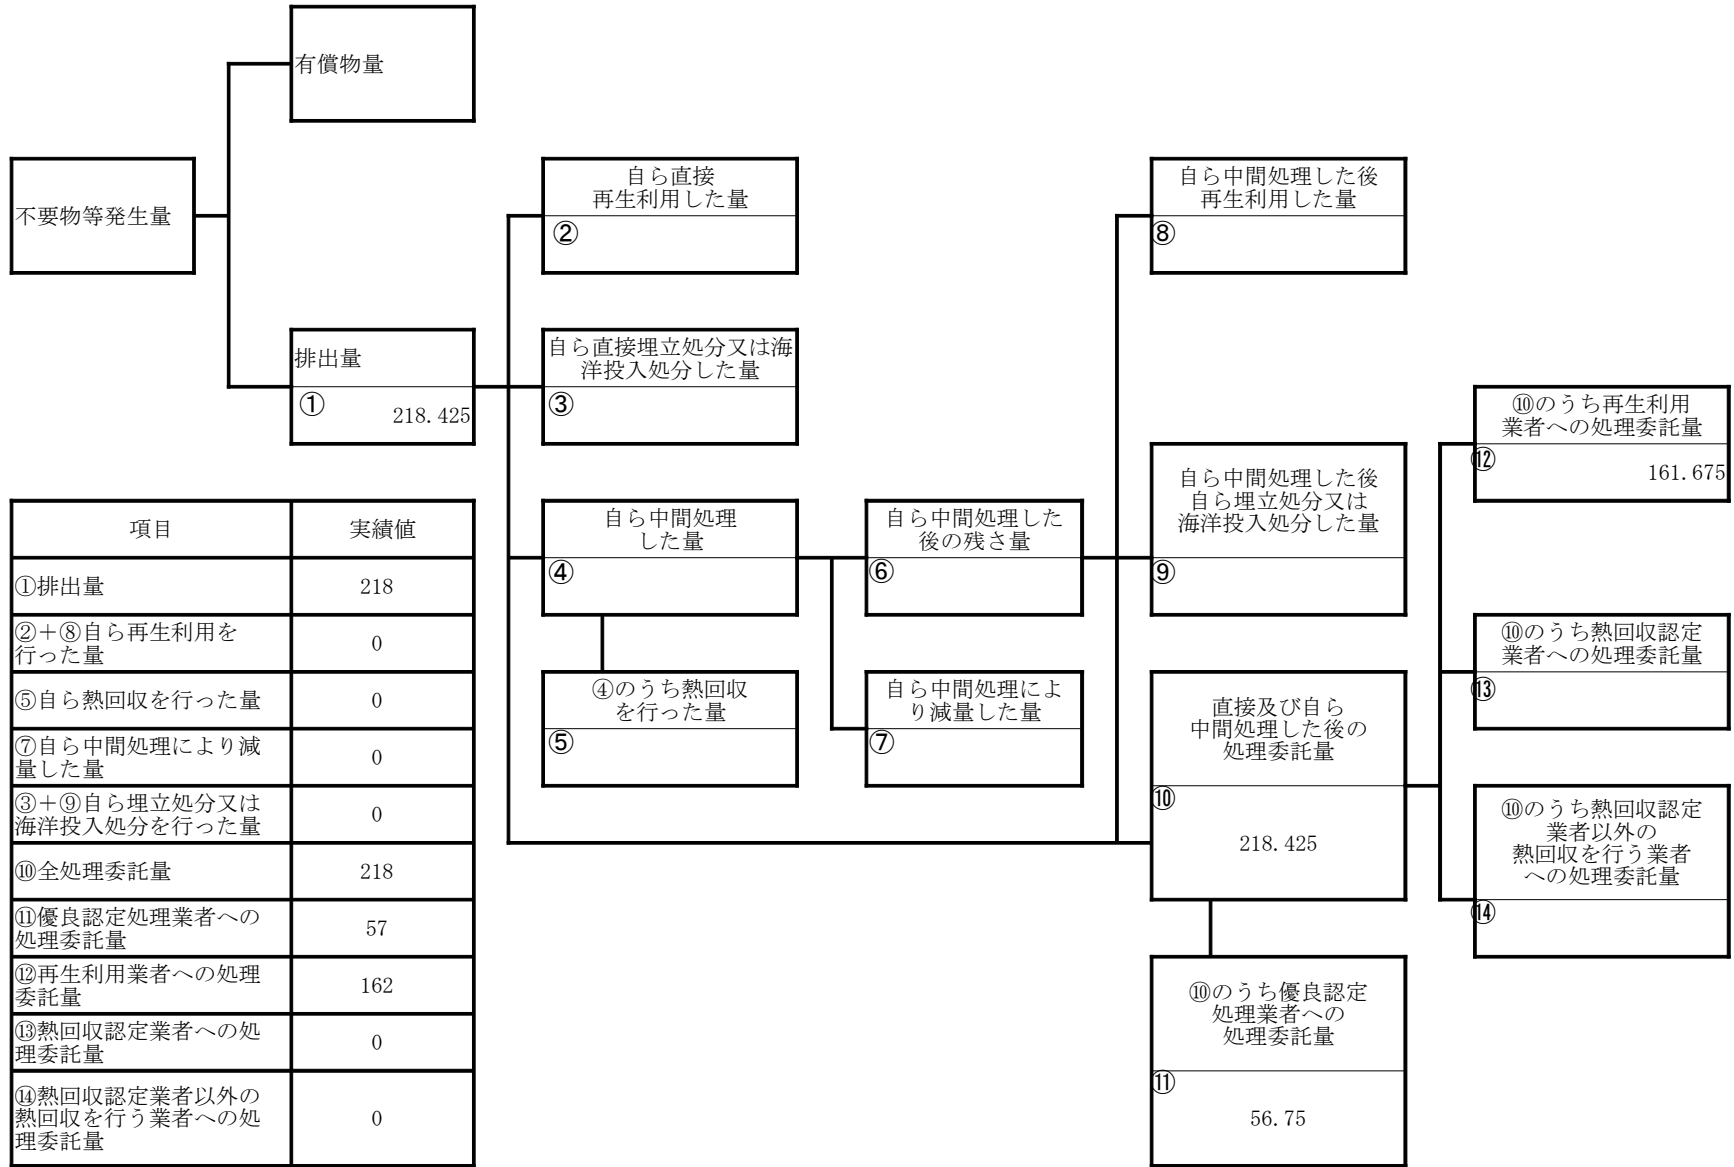 有償物量
不要物等発生量
自ら直接
再生利用した量
②
自ら中間処理した後
再生利用した量
⑧
排出量
①
218.425
自ら直接埋立処分又は海
洋投入処分した量
③
⑩のうち再生利用
業者への処理委託量
⑫
161.675
自ら中間処理
した量
④
自ら中間処理した
後の残さ量
⑥
自ら中間処理した後
自ら埋立処分又は
海洋投入処分した量
⑨
④のうち熱回収
を行った量
⑤
自ら中間処理によ
り減量した量
⑦
直接及び自ら
中間処理した後の
処理委託量
⑩
218.425
⑩のうち熱回収認定
業者への処理委託量
⑬
⑩のうち熱回収認定
業者以外の
熱回収を行う業者
への処理委託量
⑭
⑩のうち優良認定
処理業者への
処理委託量
⑪
56.75
項目 実績値
①排出量 218
②＋⑧自ら再生利用を
行った量 0
⑤自ら熱回収を行った量 0
⑦自ら中間処理により減
量した量 0
③＋⑨自ら埋立処分又は
海洋投入処分を行った量 0
⑩全処理委託量 218
⑪優良認定処理業者への
処理委託量 57
⑫再生利用業者への処理
委託量 162
⑬熱回収認定業者への処
理委託量 0
⑭熱回収認定業者以外の
熱回収を行う業者への処 0
理委託量